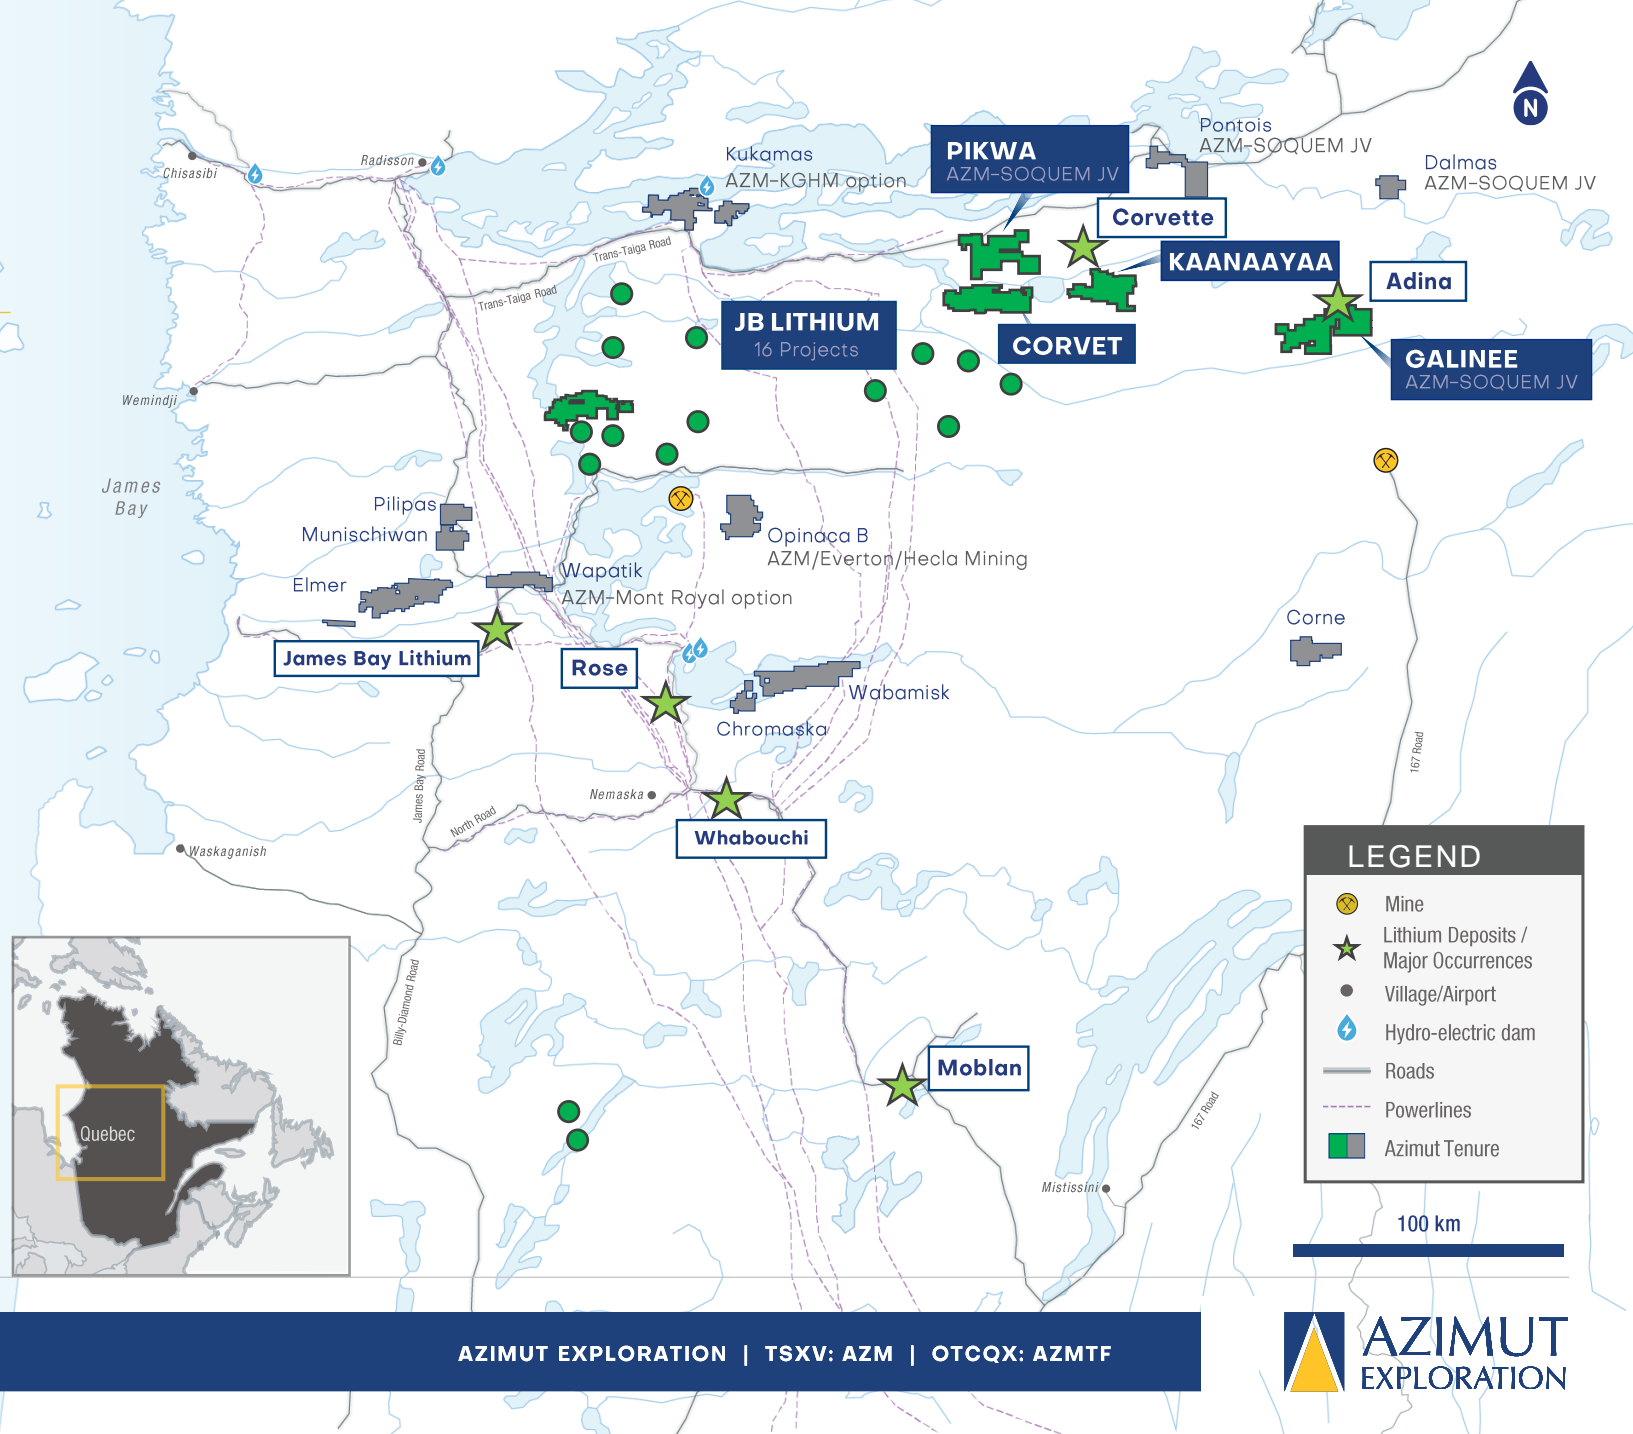 N
Pontois
AZM-SOQUEM JV
Dalmas
AZM-SOQUEM JV
PIKWA
AZM-SOQUEM JV
Kukamas
AZM-KGHM option
Radisson
Chisasibi
Corvette
KAANAAYAA
Adina
Trans-Taiga Road
Trans-Taiga Road
JB LITHIUM
16 Projects
CORVET
GALINEE
AZM-SOQUEM JV
Wemindji
James
Bay
Pilipas
Munischiwan
Elmer
Opinaca B
AZM/Everton/Hecla Mining
Wapatik
AZM-Mont Royal option
Corne
James Bay Lithium
Rose
Wabamisk
Chromaska
167 Road
James Bay Road
Nemaska
North Road
Whabouchi
Waskaganish
Billy-Diamond Road
Moblan
167 Road
Mistissini
Quebec
LEGEND
Mine
Lithium Deposits /
Major Occurrences
Village/Airport
Hydro-electric dam
Roads
Powerlines
Azimut Tenure
100 km
AZIMUT EXPLORATION | TSXV: AZM | OTCQX: AZMTF
AZIMUT
EXPLORATION